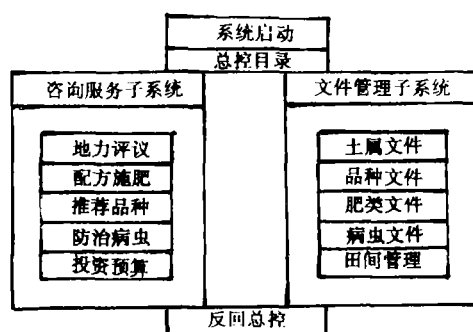 系统启动
总控目录
咨询服务子系统
地力评议
配方施肥
推荐品种
防治病虫
投资预算
文件管理子系统
土属文件
品种文件
肥类文件
病虫文件
田间管理
反回总控